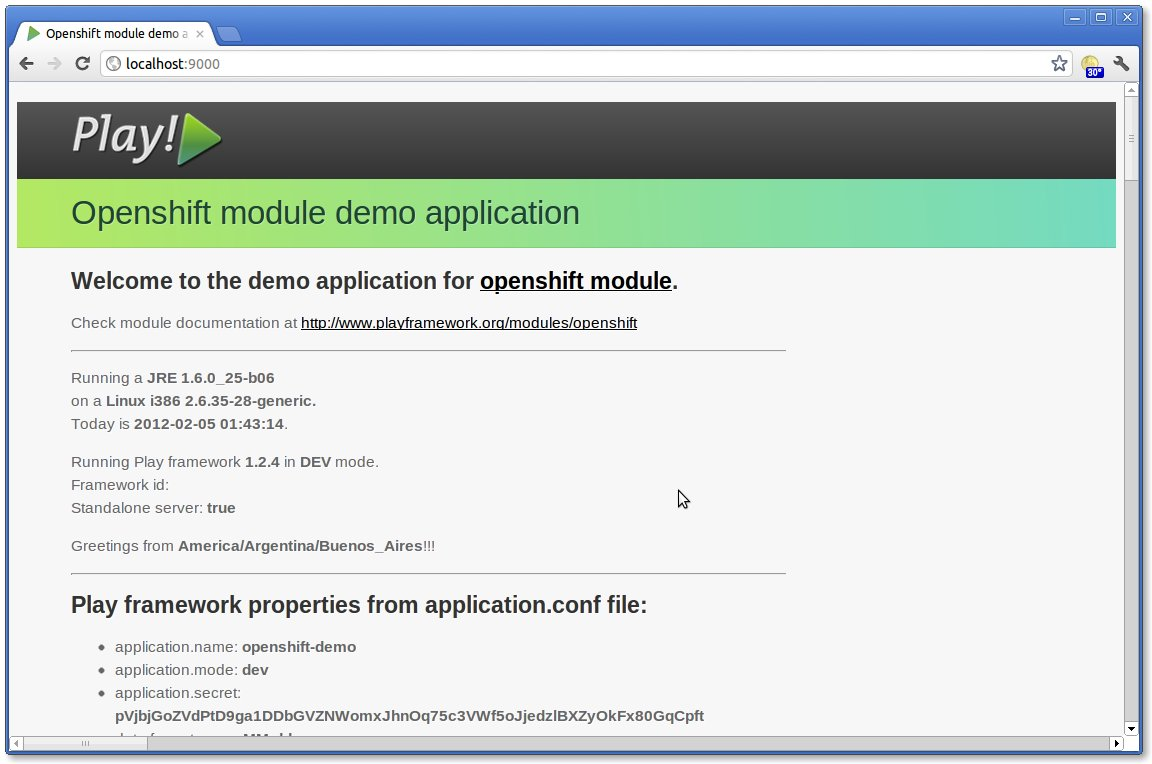 Openshift module demo a
localhost:9000
30°
Play!
Openshift module demo application
Welcome to the demo application for openshift module.
Check module documentation at http://www.playframework.org/modules/openshift
Running a JRE 1.6.0_25-b06
on a Linux i386 2.6.35-28-generic.
Today is 2012-02-05 01:43:14.
Running Play framework 1.2.4 in DEV mode.
Framework id:
Standalone server: true
Greetings from America/Argentina/Buenos_Aires!!!
Play framework properties from application.conf file:
application.name: openshift-demo
application.mode: dev
application.secret:
pVjbjGoZVdPtD9ga1DDbGVZNWomxJhnOq75c3VWf5oJjedzlBXZyOkFx80GqCpft